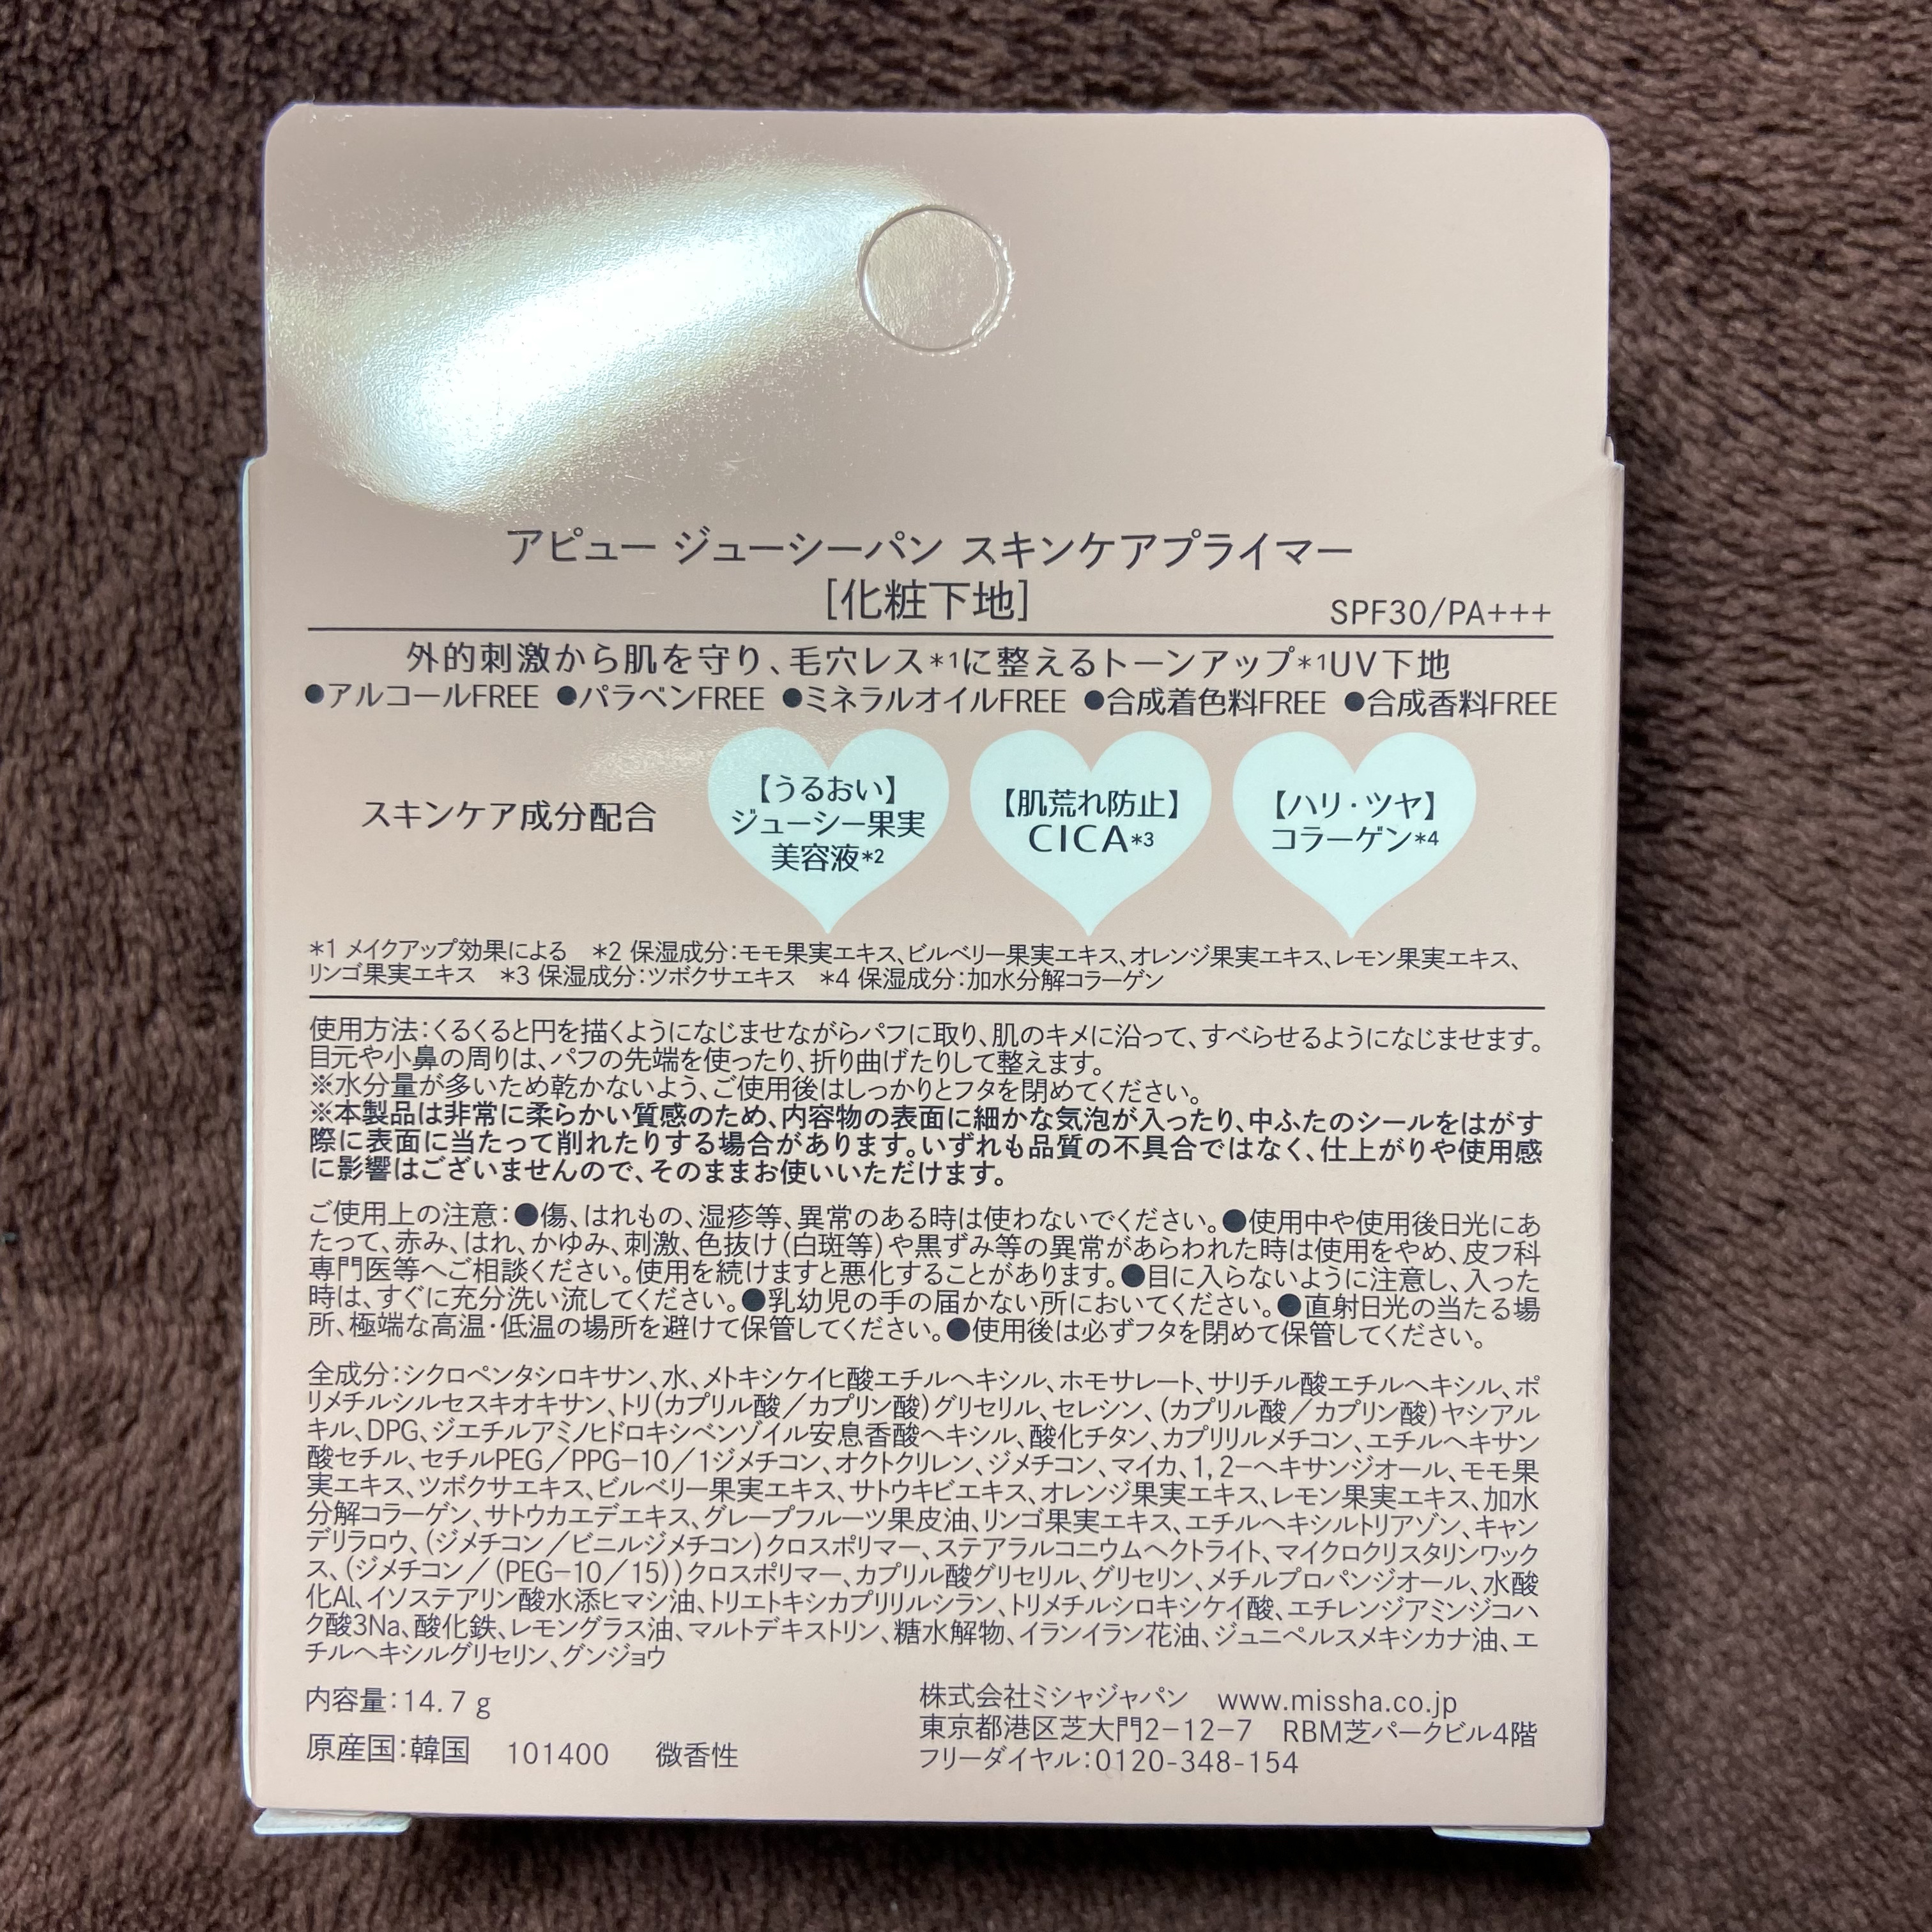 アピュー ジューシーパン スキンケアプライマー
[化粧下地]
SPF30/PA+++
外的刺激から肌を守り、毛穴レス*1に整えるトーンアップ*1UV下地
●アルコールFREE ●パラベンFREE ●ミネラルオイルFREE ●合成着色料FREE ●合成香料FREE
スキンケア成分配合
【うるおい】
ジューシー果実
美容液*2
【肌荒れ防止】
CICA*3
【ハリ・ツヤ】
コラーゲン*4
*1 メイクアップ効果による *2 保湿成分:モモ果実エキス、ビルベリー果実エキス、オレンジ果実エキス、レモン果実エキス、
リンゴ果実エキス *3 保湿成分:ツボクサエキス *4 保湿成分:加水分解コラーゲン
使用方法:くるくると円を描くようになじませながらパフに取り、肌のキメに沿って、すべらせるようになじませます。
目元や小鼻の周りは、パフの先端を使ったり、折り曲げたりして整えます。
※水分量が多いため乾かないよう、ご使用後はしっかりとフタを閉めてください。
※本製品は非常に柔らかい質感のため、内容物の表面に細かな気泡が入ったり、中ふたのシールをはがす
際に表面に当たって削れたりする場合があります。いずれも品質の不具合ではなく、仕上がりや使用感
に影響はございませんので、そのままお使いいただけます。
ご使用上の注意:●傷、はれもの、湿疹等、異常のある時は使わないでください。●使用中や使用後日光にあ
たって、赤み、はれ、かゆみ、刺激、色抜け(白斑等)や黒ずみ等の異常があらわれた時は使用をやめ、皮フ科
専門医等へご相談ください。使用を続けますと悪化することがあります。●目に入らないように注意し、入った
時は、すぐに充分洗い流してください。●乳幼児の手の届かない所においてください。●直射日光の当たる場
所、極端な高温・低温の場所を避けて保管してください。●使用後は必ずフタを閉めて保管してください。
全成分:シクロペンタシロキサン、水、メトキシケイヒ酸エチルヘキシル、ホモサレート、サリチル酸エチルヘキシル、ポ
リメチルシルセスキオキサン、トリ(カプリル酸/カプリン酸)グリセリル、セレシン、(カプリル酸/カプリン酸)ヤシアル
キル、DPG、ジエチルアミノヒドロキシベンゾイル安息香酸ヘキシル、酸化チタン、カプリリルメチコン、エチルヘキサン
酸セチル、セチルPEG/PPG-10/1ジメチコン、オクトクリレン、ジメチコン、マイカ、1,2-ヘキサンジオール、モモ果
実エキス、ツボクサエキス、ビルベリー果実エキス、サトウキビエキス、オレンジ果実エキス、レモン果実エキス、加水
分解コラーゲン、サトウカエデエキス、グレープフルーツ果皮油、リンゴ果実エキス、エチルヘキシルトリアゾン、キャン
デリラロウ、(ジメチコン/ビニルジメチコン)クロスポリマー、ステアラルコニウムヘクトライト、マイクロクリスタリンワック
ス、(ジメチコン/(PEG-10/15))クロスポリマー、カプリル酸グリセリル、グリセリン、メチルプロパンジオール、水酸
化Al、イソステアリン酸水添ヒマシ油、トリエトキシカプリリルシラン、トリメチルシロキシケイ酸、エチレンジアミンジコハ
ク酸3Na、酸化鉄、レモングラス油、マルトデキストリン、糖水解物、イランイラン花油、ジュニペルスメキシカナ油、エ
チルヘキシルグリセリン、グンジョウ
内容量:14.7 g
原産国:韓国 101400 微香性
株式会社ミシャジャパン www.missha.co.jp
東京都港区芝大門2-12-7 RBM芝パークビル4階
フリーダイヤル:0120-348-154